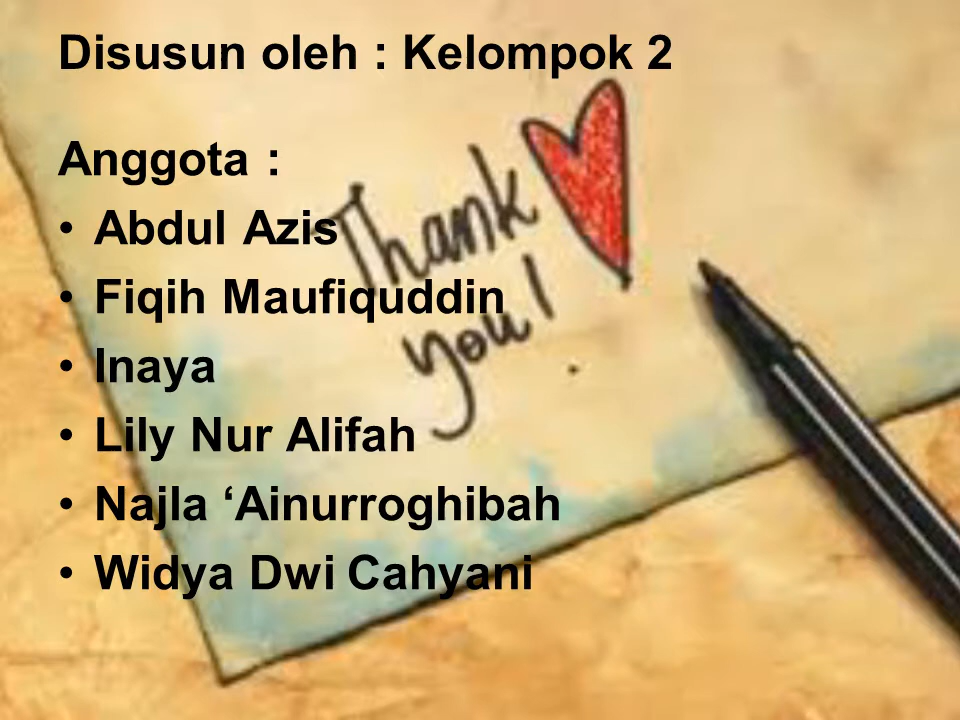 Disusun oleh : Kelompok 2
Anggota :
• Abdul Azis
• Fiqih Maufiquddin
• Inaya
• Lily Nur Alifah
• Najla ‘Ainurroghibah
• Widya Dwi Cahyani
Thank
you!